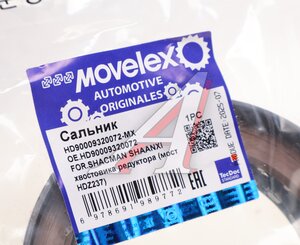 MOVELEX
AUTOMOTIVE
ORIGINALES
Сальник
HD90009320072-MX
OE.HD90009320072
FOR.SHACMAN SHAANXI
хвостовика редуктора (мост
HDZ237)
1PC
DATE: 2025-07
TecDoc
EAC
6 978691 989772